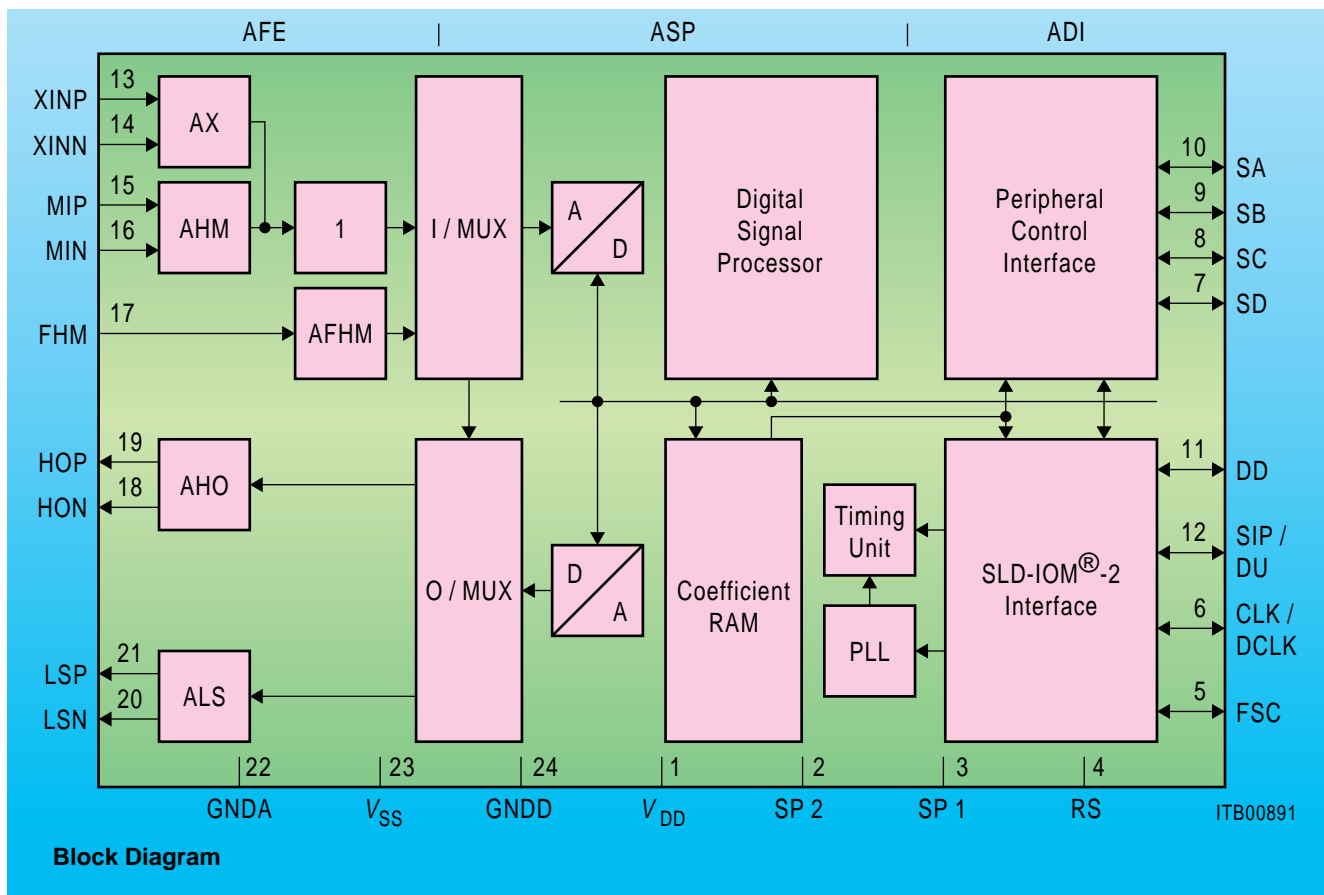 AFE | ASP | ADI
XINP 13
XINN 14
AX
MIP 15
MIN 16
AHM
1
I / MUX
A
D
Digital
Signal
Processor
Peripheral
Control
Interface
10 SA
9 SB
8 SC
7 SD
FHM 17
AFHM
HOP 19
HON 18
AHO
O / MUX
D
A
Coefficient
RAM
Timing
Unit
PLL
SLD-IOM®-2
Interface
11 DD
12 SIP /
DU
6 CLK /
DCLK
5 FSC
LSP 21
LSN 20
ALS
22 23 24 1 2 3 4
GNDA VSS GNDD VDD SP 2 SP 1 RS ITB00891
Block Diagram